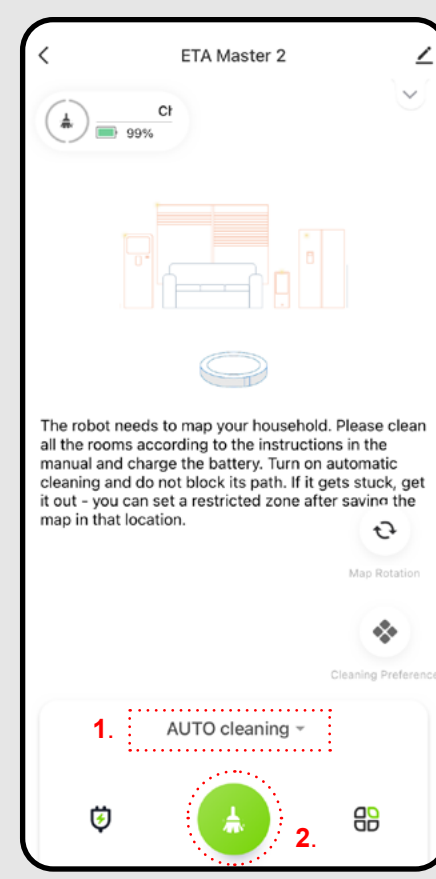 ETA Master 2
99%
The robot needs to map your household. Please clean
all the rooms according to the instructions in the
manual and charge the battery. Turn on automatic
cleaning and do not block its path. If it gets stuck, get
it out - you can set a restricted zone after saving the
map in that location.
Map Rotation
Cleaning Preference
1. AUTO cleaning
2.